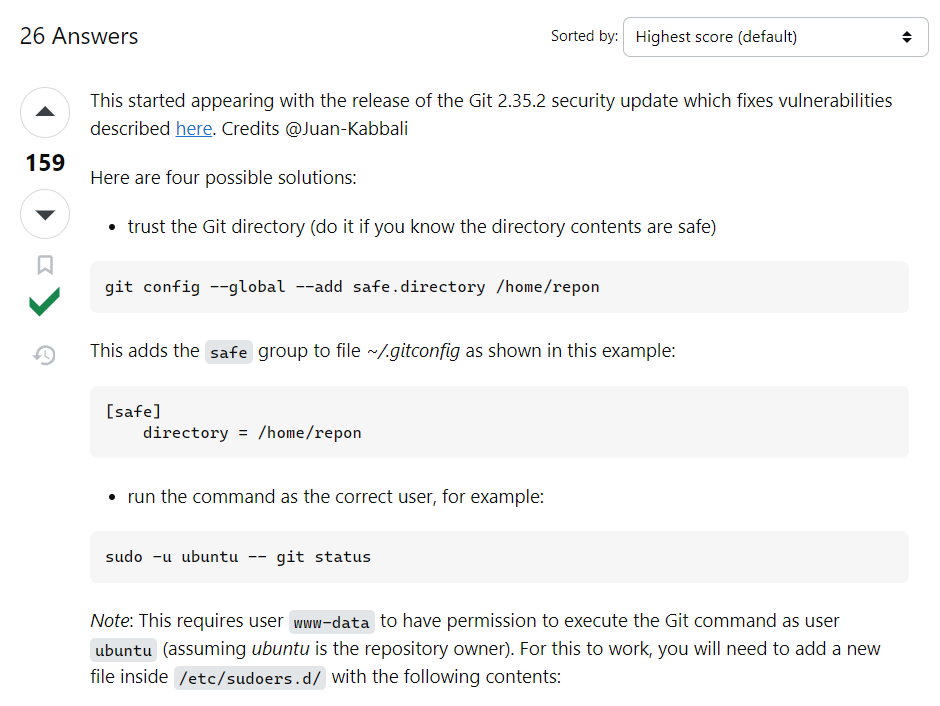 26 Answers
Sorted by: Highest score (default)
This started appearing with the release of the Git 2.35.2 security update which fixes vulnerabilities
described here. Credits @Juan-Kabbali
159
Here are four possible solutions:
• trust the Git directory (do it if you know the directory contents are safe)
git config --global --add safe.directory /home/repon
This adds the safe group to file ~/.gitconfig as shown in this example:
[safe]
    directory = /home/repon
• run the command as the correct user, for example:
sudo -u ubuntu -- git status
Note: This requires user www-data to have permission to execute the Git command as user
ubuntu (assuming ubuntu is the repository owner). For this to work, you will need to add a new
file inside /etc/sudoers.d/ with the following contents: